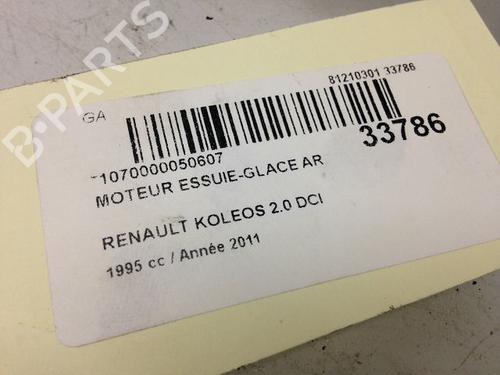 GA
81210301 33786
33786
1070000050607
MOTEUR ESSUIE-GLACE AR
RENAULT KOLEOS 2.0 DCI
1995 cc / Année 2011
B-PARTS